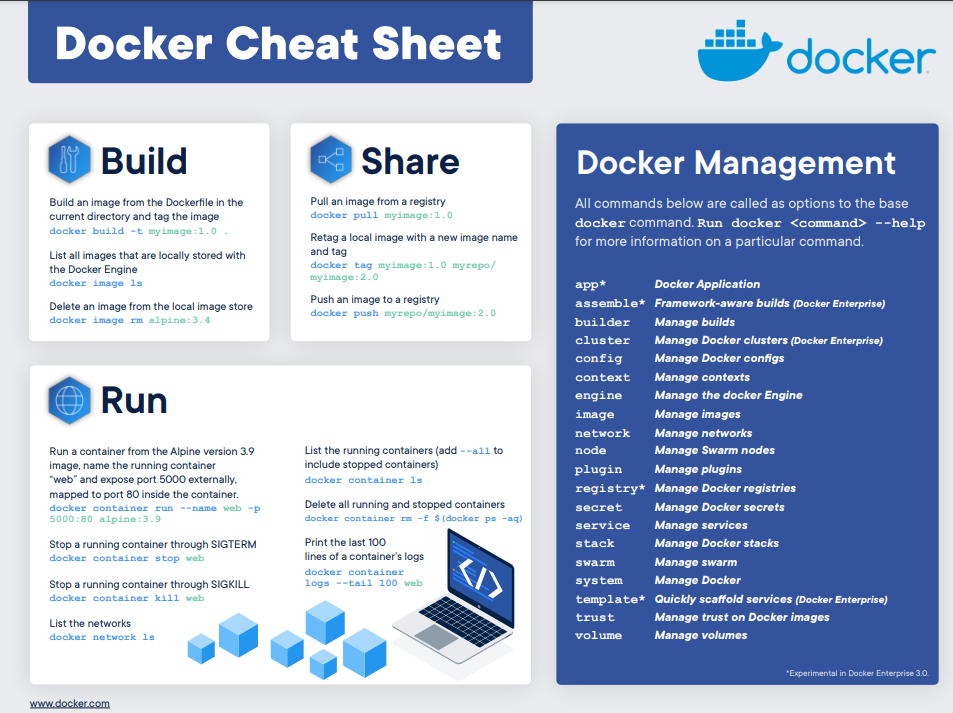 Docker Cheat Sheet
docker
Build
Build an image from the Dockerfile in the
current directory and tag the image
docker build -t myimage:1.0 .
List all images that are locally stored with
the Docker Engine
docker image ls
Delete an image from the local image store
docker image rm alpine:3.4
Share
Pull an image from a registry
docker pull myimage:1.0
Retag a local image with a new image name
and tag
docker tag myimage:1.0 myrepo/
myimage:2.0
Push an image to a registry
docker push myrepo/myimage:2.0
Run
Run a container from the Alpine version 3.9
image, name the running container
“web” and expose port 5000 externally,
mapped to port 80 inside the container.
docker container run --name web -p
5000:80 alpine:3.9
Stop a running container through SIGTERM
docker container stop web
Stop a running container through SIGKILL
docker container kill web
List the networks
docker network ls
List the running containers (add --all to
include stopped containers)
docker container ls
Delete all running and stopped containers
docker container rm -f $(docker ps -aq)
Print the last 100
lines of a container’s logs
docker container
logs --tail 100 web
</>
Docker Management
All commands below are called as options to the base
docker command. Run docker <command> --help
for more information on a particular command.
app* Docker Application
assemble* Framework-aware builds (Docker Enterprise)
builder Manage builds
cluster Manage Docker clusters (Docker Enterprise)
config Manage Docker configs
context Manage contexts
engine Manage the docker Engine
image Manage images
network Manage networks
node Manage Swarm nodes
plugin Manage plugins
registry* Manage Docker registries
secret Manage Docker secrets
service Manage services
stack Manage Docker stacks
swarm Manage swarm
system Manage Docker
template* Quickly scaffold services (Docker Enterprise)
trust Manage trust on Docker images
volume Manage volumes
*Experimental in Docker Enterprise 3.0.
www.docker.com